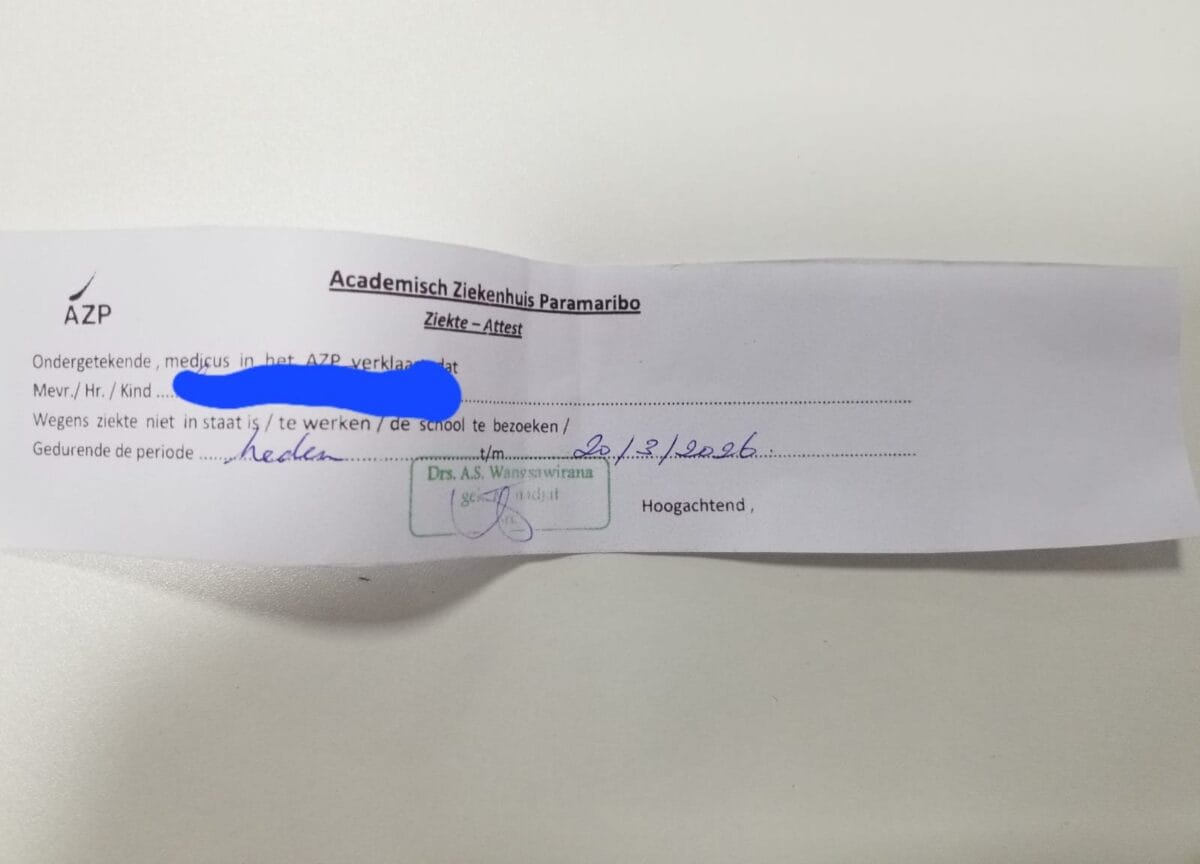 AZP
Academisch Ziekenhuis Paramaribo
Ziekte – Attest
Ondergetekende , medicus in het AZP verklaa dat
Mevr./ Hr. / Kind ....
Wegens ziekte niet in staat is / te werken / de school te bezoeken /
Gedurende de periode ..... heden ..... t/m ..... 20/3/2026 .....
Drs. A.S. Wangsawirana
Hoogachtend ,